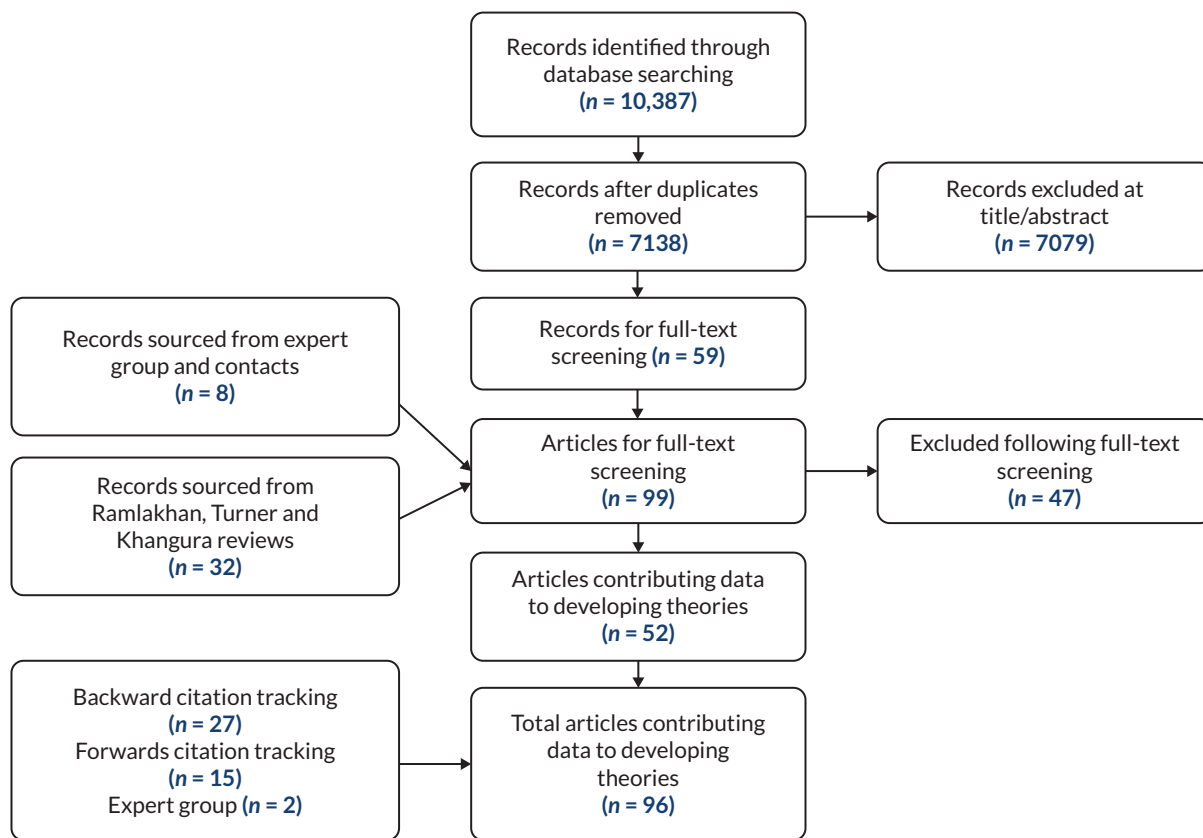 Records identified through
database searching
(n = 10,387)
Records after duplicates
removed
(n = 7138)
Records excluded at
title/abstract
(n = 7079)
Records for full-text
screening (n = 59)
Records sourced from expert
group and contacts
(n = 8)
Records sourced from
Ramlakhan, Turner and
Khangura reviews
(n = 32)
Articles for full-text
screening
(n = 99)
Excluded following full-text
screening
(n = 47)
Articles contributing data
to developing theories
(n = 52)
Backward citation tracking
(n = 27)
Forwards citation tracking
(n = 15)
Expert group (n = 2)
Total articles contributing
data to developing
theories
(n = 96)